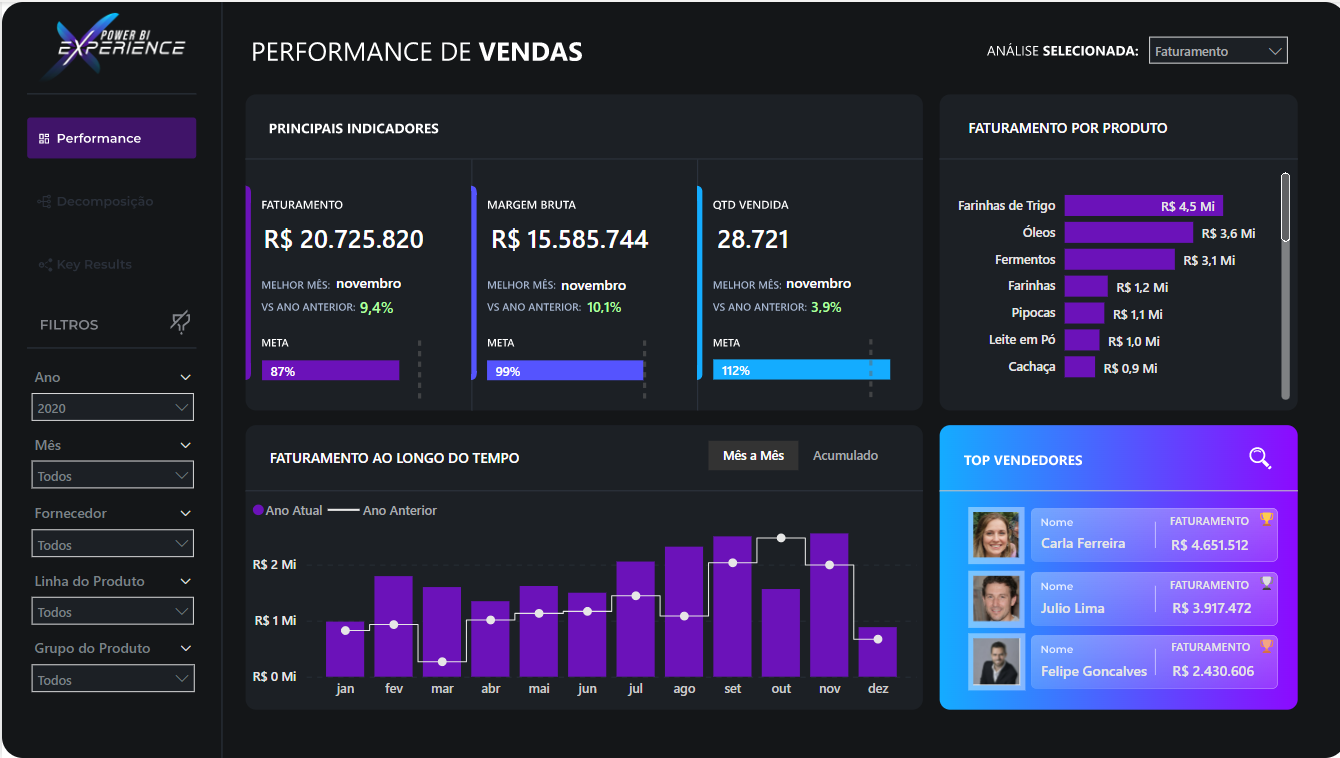 POWER BI
EXPERIENCE
Performance
Decomposição
Key Results
FILTROS
Ano
2020
Mês
Todos
Fornecedor
Todos
Linha do Produto
Todos
Grupo do Produto
Todos
PERFORMANCE DE VENDAS
ANÁLISE SELECIONADA: Faturamento
PRINCIPAIS INDICADORES
FATURAMENTO
R$ 20.725.820
MELHOR MÊS: novembro
VS ANO ANTERIOR: 9,4%
META
87%
MARGEM BRUTA
R$ 15.585.744
MELHOR MÊS: novembro
VS ANO ANTERIOR: 10,1%
META
99%
QTD VENDIDA
28.721
MELHOR MÊS: novembro
VS ANO ANTERIOR: 3,9%
META
112%
FATURAMENTO POR PRODUTO
Farinhas de Trigo R$ 4,5 Mi
Óleos R$ 3,6 Mi
Fermentos R$ 3,1 Mi
Farinhas R$ 1,2 Mi
Pipocas R$ 1,1 Mi
Leite em Pó R$ 1,0 Mi
Cachaça R$ 0,9 Mi
FATURAMENTO AO LONGO DO TEMPO
Mês a Mês Acumulado
Ano Atual Ano Anterior
R$ 2 Mi
R$ 1 Mi
R$ 0 Mi
jan fev mar abr mai jun jul ago set out nov dez
TOP VENDEDORES
Nome FATURAMENTO
Carla Ferreira R$ 4.651.512
Nome FATURAMENTO
Julio Lima R$ 3.917.472
Nome FATURAMENTO
Felipe Goncalves R$ 2.430.606